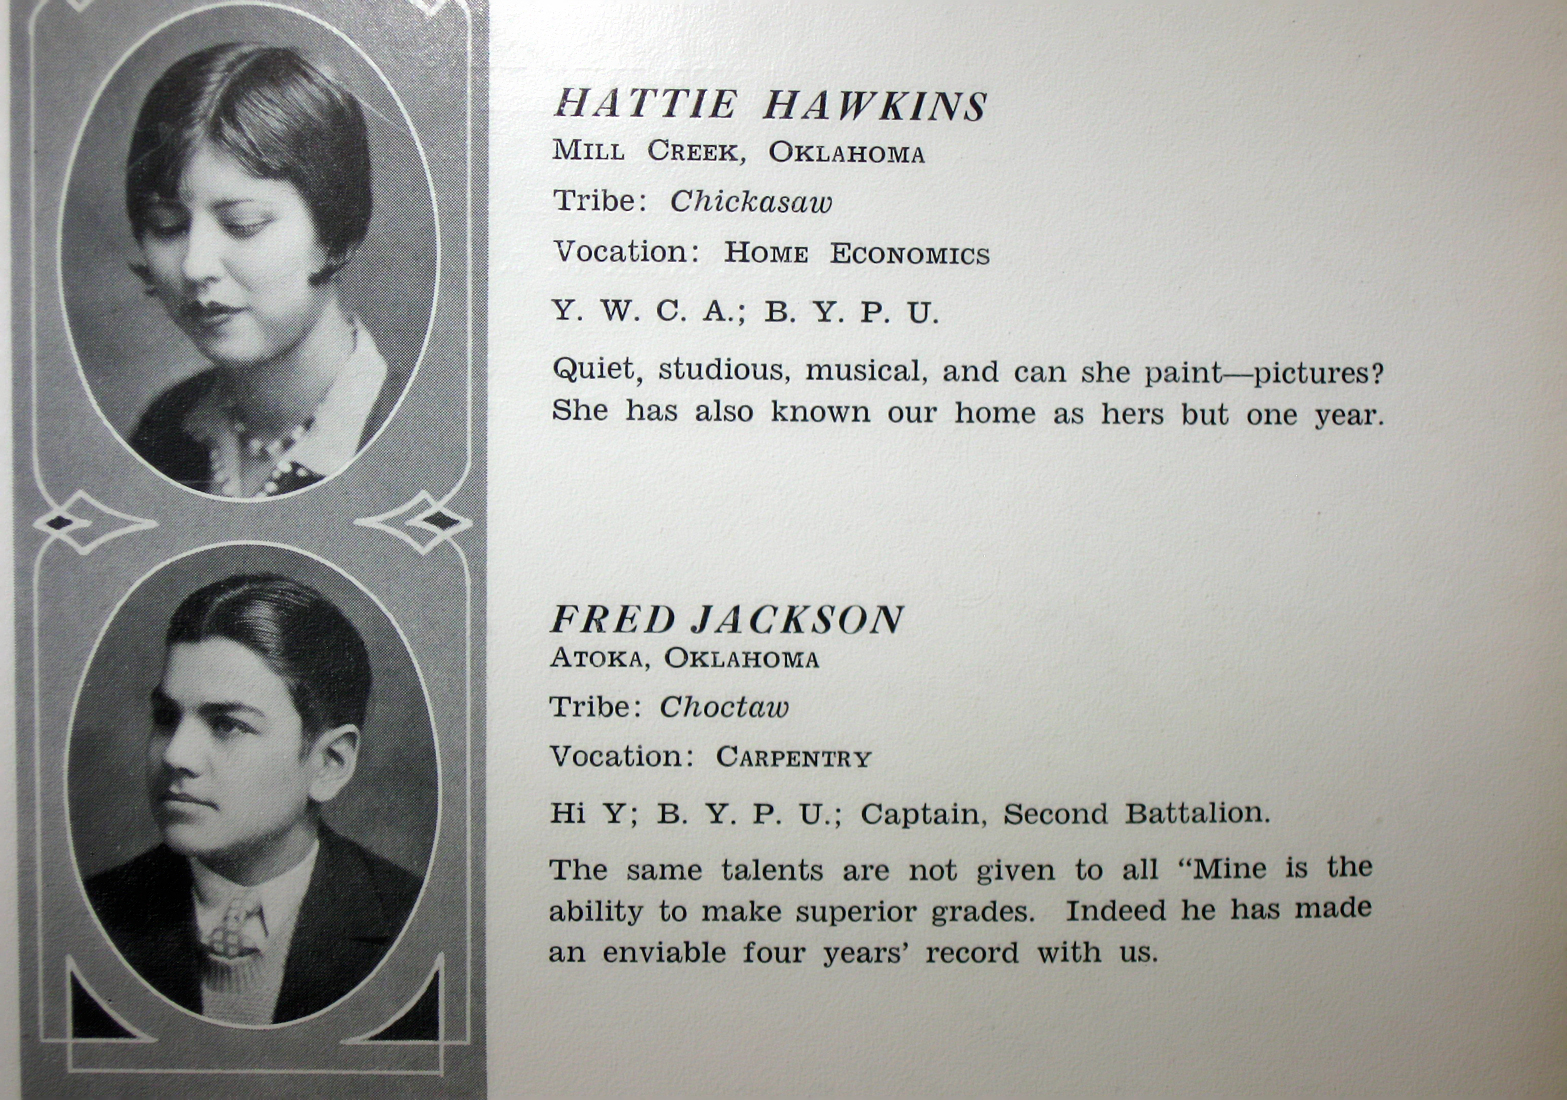 HATTIE HAWKINS
MILL CREEK, OKLAHOMA
Tribe: Chickasaw
Vocation: HOME ECONOMICS
Y. W. C. A.; B. Y. P. U.
Quiet, studious, musical, and can she paint—pictures?
She has also known our home as hers but one year.
FRED JACKSON
ATOKA, OKLAHOMA
Tribe: Choctaw
Vocation: CARPENTRY
Hi Y; B. Y. P. U.; Captain, Second Battalion.
The same talents are not given to all “Mine is the
ability to make superior grades. Indeed he has made
an enviable four years’ record with us.